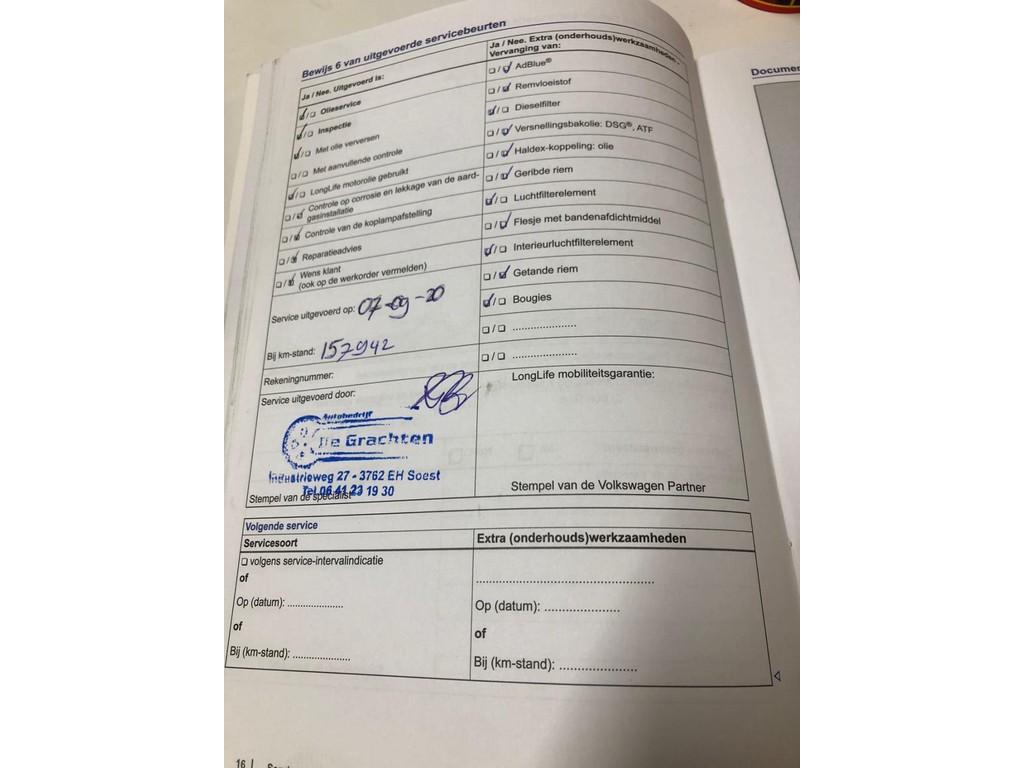 Bewijs 6 van uitgevoerde servicebeurten
Ja / Nee. Uitgevoerd is:
☑/☐ Olieservice
☑/☐ Inspectie
☑/☐ Met olie verversen
☐/☐ Met aanvullende controle
☑/☐ LongLife motorolie gebruikt
☐/☑ Controle op corrosie en lekkage van de aard-
gasinstallatie
☐/☑ Controle van de koplampafstelling
☐/☑ Reparatieadvies
☐/☑ Wens klant
(ook op de werkorder vermelden)
Service uitgevoerd op: 07-09-20
Bij km-stand: 157942
Rekeningnummer:
Service uitgevoerd door:
Autobedrijf
De Grachten
Industrieweg 27 - 3762 EH Soest
Tel 06 41 23 19 30
Stempel van de specialist
Ja / Nee. Extra (onderhouds)werkzaamheden -
Vervanging van:
☐/☑ AdBlue®
☐/☑ Remvloeistof
☑/☐ Dieselfilter
☐/☑ Versnellingsbakolie: DSG®, ATF
☐/☑ Haldex-koppeling: olie
☐/☑ Geribde riem
☑/☐ Luchtfilterelement
☐/☑ Flesje met bandenafdichtmiddel
☑/☐ Interieurluchtfilterelement
☐/☑ Getande riem
☑/☐ Bougies
☐/☐ .....................
☐/☐ .....................
LongLife mobiliteitsgarantie:
Stempel van de Volkswagen Partner
Volgende service
Servicesoort
☐ volgens service-intervalindicatie
of
Op (datum): .....................
of
Bij (km-stand): .....................
Extra (onderhouds)werkzaamheden
.......................................................
Op (datum): .....................
of
Bij (km-stand): .....................
16
Documen